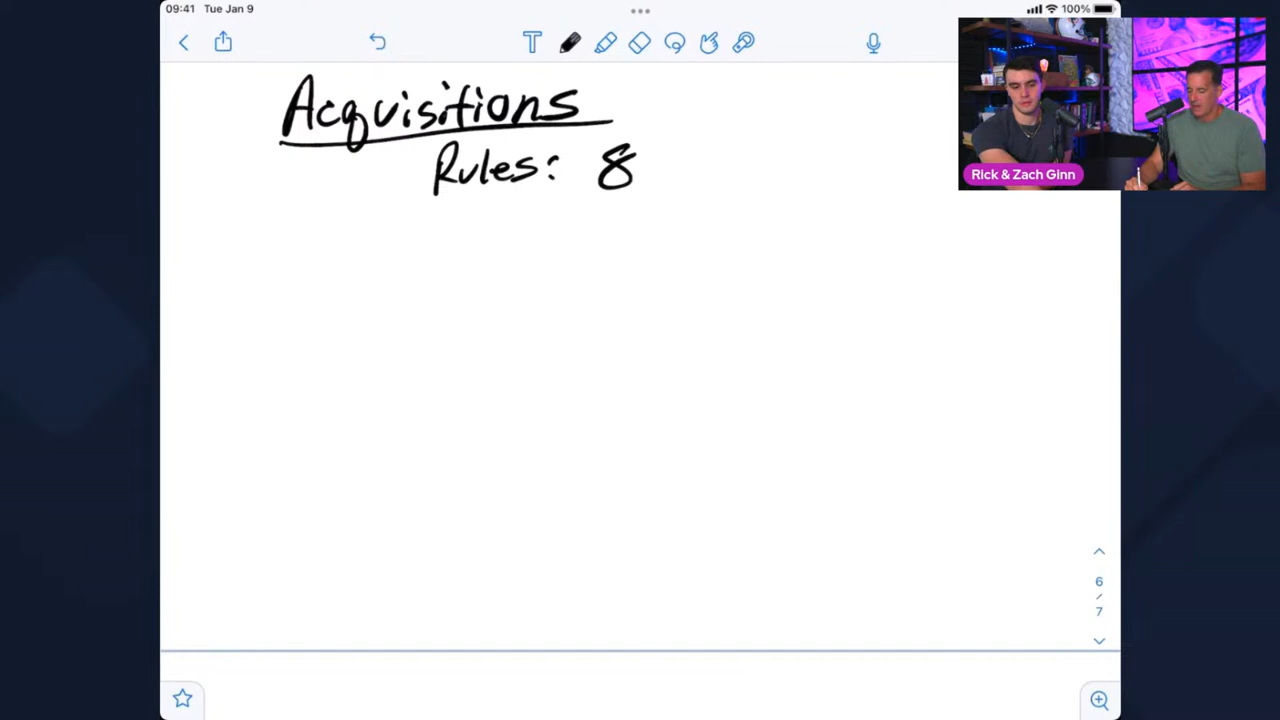 09:41 Tue Jan 9
100%
T
Acquisitions
Rules: 8
Rick & Zach Ginn
6
/
7